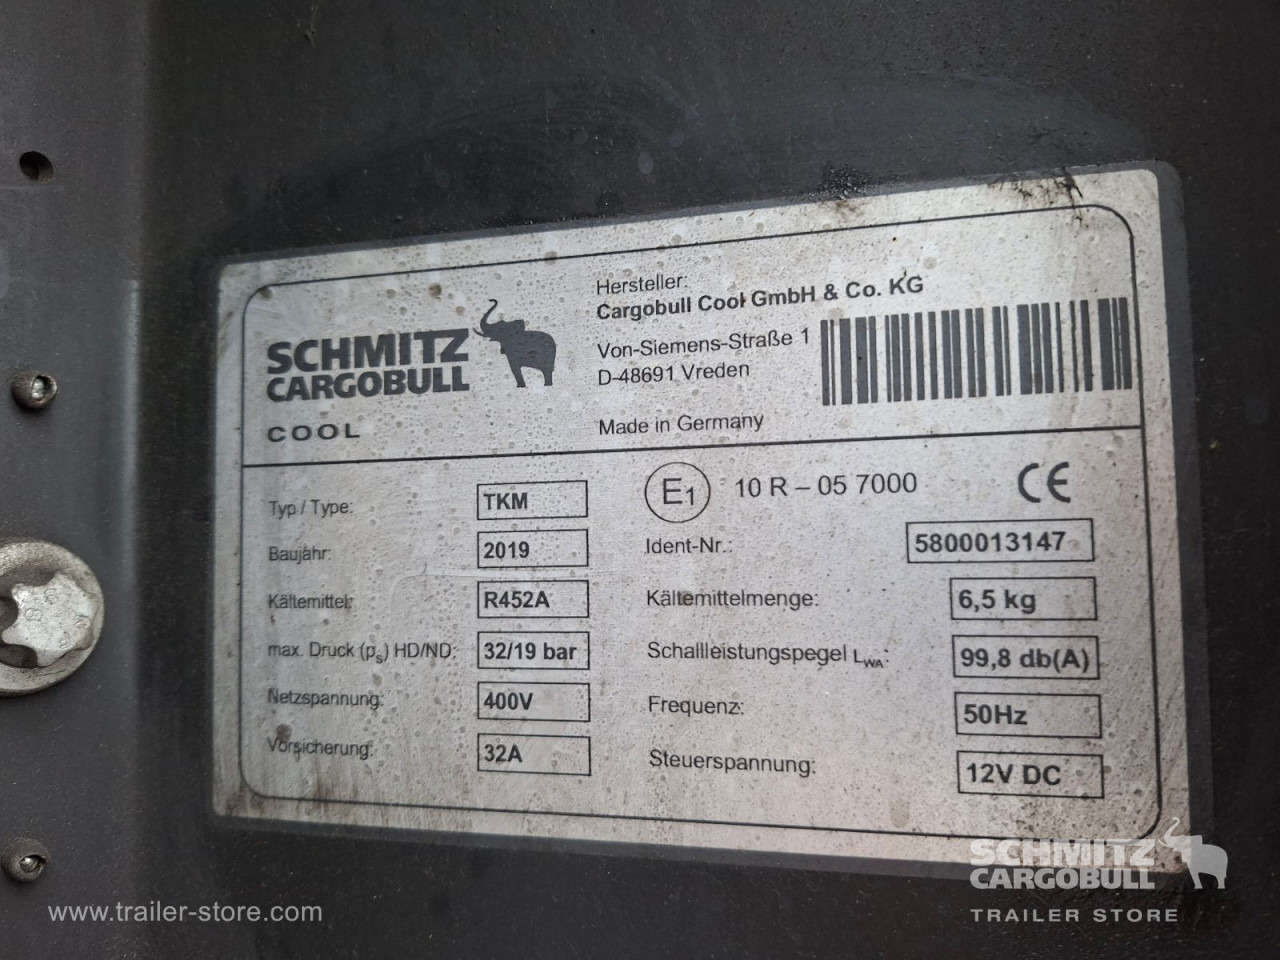 SCHMITZ
CARGOBULL
COOL
Hersteller:
Cargobull Cool GmbH & Co. KG
Von-Siemens-Straße 1
D-48691 Vreden
Made in Germany
E1 10 R – 05 7000 CE
Typ / Type: TKM
Ident-Nr.: 5800013147
Baujahr: 2019
Kältemittel: R452A
Kältemittelmenge: 6,5 kg
max. Druck (ps) HD/ND: 32/19 bar
Schallleistungspegel LWA: 99,8 db(A)
Netzspannung: 400V
Frequenz: 50Hz
Vorsicherung: 32A
Steuerspannung: 12V DC
SCHMITZ
CARGOBULL
TRAILER STORE
www.trailer-store.com